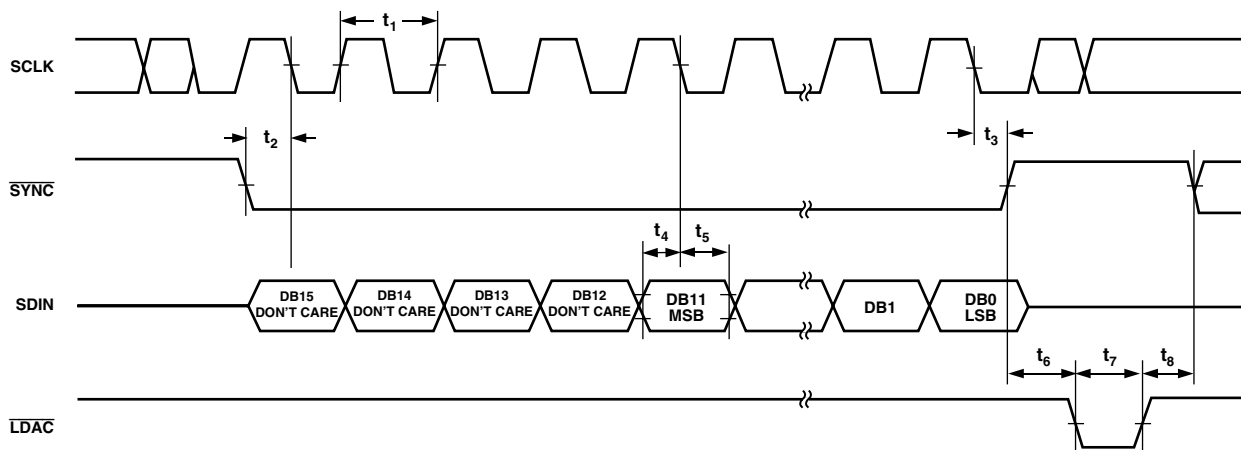 t1
SCLK
t2
t3
SYNC
t4
t5
SDIN
DB15
DON'T CARE
DB14
DON'T CARE
DB13
DON'T CARE
DB12
DON'T CARE
DB11
MSB
DB1
DB0
LSB
t6
t7
t8
LDAC